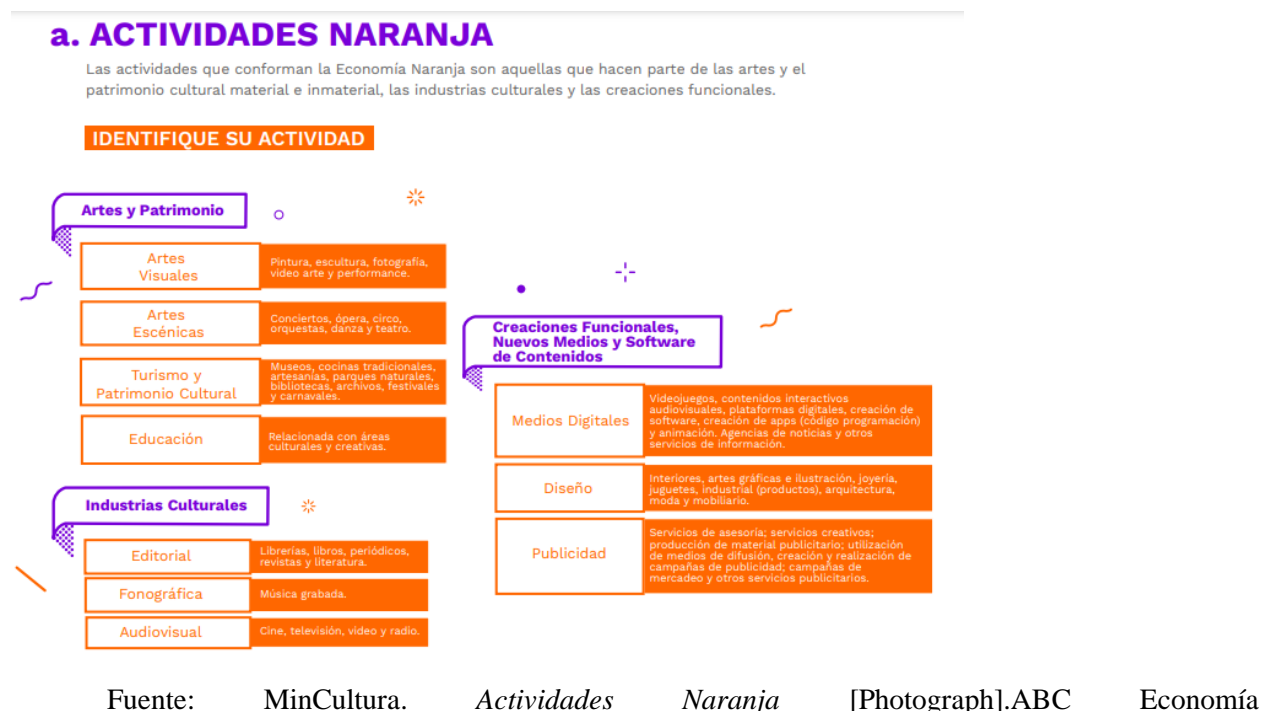 a. ACTIVIDADES NARANJA
Las actividades que conforman la Economía Naranja son aquellas que hacen parte de las artes y el
patrimonio cultural material e inmaterial, las industrias culturales y las creaciones funcionales.
IDENTIFIQUE SU ACTIVIDAD
Artes y Patrimonio
Artes
Visuales
Pintura, escultura, fotografía,
video arte y performance.
Artes
Escénicas
Conciertos, ópera, circo,
orquestas, danza y teatro.
Turismo y
Patrimonio Cultural
Museos, cocinas tradicionales,
artesanías, parques naturales,
bibliotecas, archivos, festivales
y carnavales.
Educación
Relacionada con áreas
culturales y creativas.
Industrias Culturales
Editorial
Librerías, libros, periódicos,
revistas y literatura.
Fonográfica
Música grabada.
Audiovisual
Cine, televisión, video y radio.
Creaciones Funcionales,
Nuevos Medios y Software
de Contenidos
Medios Digitales
Videojuegos, contenidos interactivos
audiovisuales, plataformas digitales, creación de
software, creación de apps (código programación)
y animación. Agencias de noticias y otros
servicios de información.
Diseño
Interiores, artes gráficas e ilustración, joyería,
juguetes, industrial (productos), arquitectura,
moda y mobiliario.
Publicidad
Servicios de asesoría; servicios creativos;
producción de material publicitario; utilización
de medios de difusión, creación y realización de
campañas de publicidad; campañas de
mercadeo y otros servicios publicitarios.
Fuente: MinCultura. Actividades Naranja [Photograph].ABC Economía